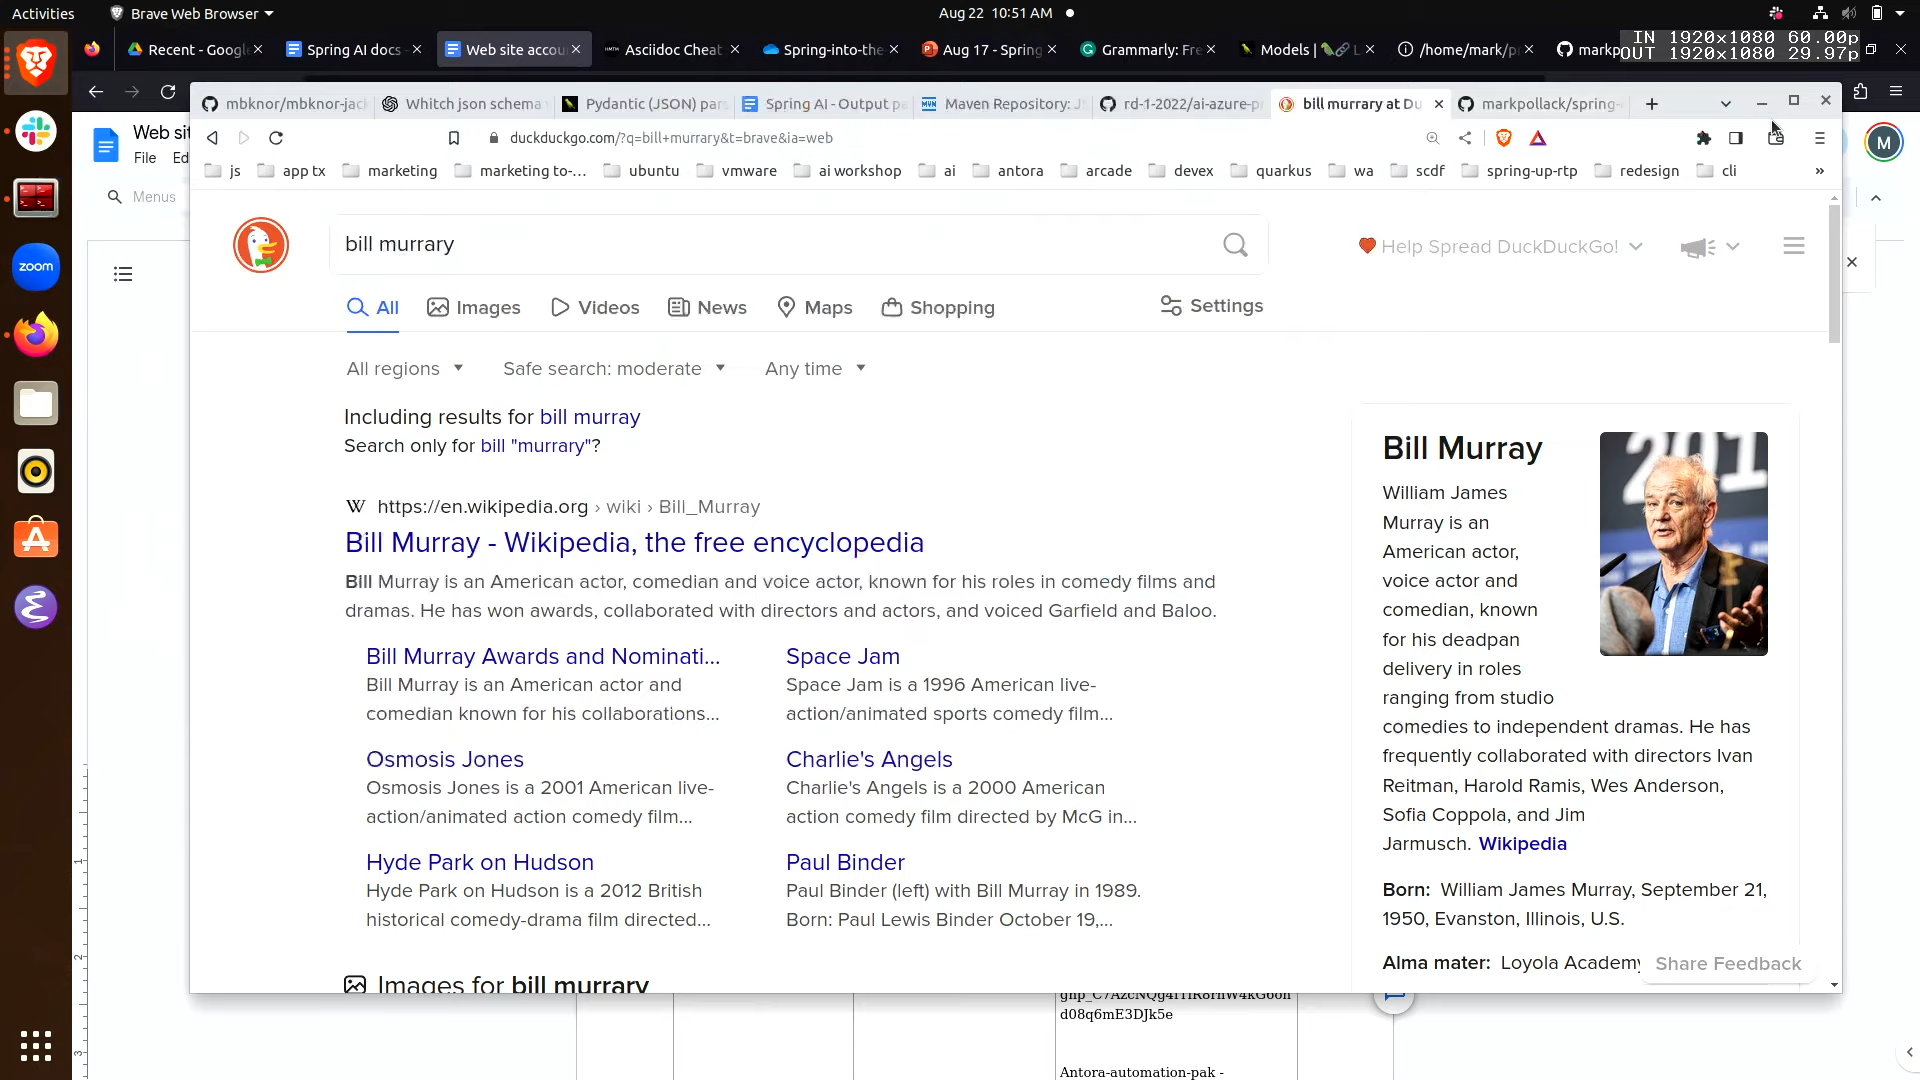 Activities
Brave Web Browser
Aug 22 10:51 AM
Recent - Google
Spring AI docs -
Web site accou
Asciidoc Cheat
Spring-into-the
Aug 17 - Spring
Grammarly: Fre
Models |
/home/mark/pr
markp
IN 1920x1080 60.00p
OUT 1920x1080 29.97p
mbknor/mbknor-jac
Whitch json schema
Pydantic (JSON) pars
Spring AI - Output pa
MVN
Maven Repository: J
rd-1-2022/ai-azure-p
bill murrary at Du
markpollack/spring-
duckduckgo.com/?q=bill+murrary&t=brave&ia=web
js
app tx
marketing
marketing to-...
ubuntu
vmware
ai workshop
ai
antora
arcade
devex
quarkus
wa
scdf
spring-up-rtp
redesign
cli
»
Web sit
File
Ed
Menus
M
zoom
bill murrary
Help Spread DuckDuckGo!
All
Images
Videos
News
Maps
Shopping
Settings
All regions
Safe search: moderate
Any time
Including results for bill murray
Search only for bill "murrary"?
W https://en.wikipedia.org › wiki › Bill_Murray
Bill Murray - Wikipedia, the free encyclopedia
Bill Murray is an American actor, comedian and voice actor, known for his roles in comedy films and
dramas. He has won awards, collaborated with directors and actors, and voiced Garfield and Baloo.
Bill Murray Awards and Nominati...
Bill Murray is an American actor and
comedian known for his collaborations...
Space Jam
Space Jam is a 1996 American live-
action/animated sports comedy film...
Osmosis Jones
Osmosis Jones is a 2001 American live-
action/animated action comedy film...
Charlie's Angels
Charlie's Angels is a 2000 American
action comedy film directed by McG in...
Hyde Park on Hudson
Hyde Park on Hudson is a 2012 British
historical comedy-drama film directed...
Paul Binder
Paul Binder (left) with Bill Murray in 1989.
Born: Paul Lewis Binder October 19,...
Images for bill murrary
Bill Murray
William James
Murray is an
American actor,
voice actor and
comedian, known
for his deadpan
delivery in roles
ranging from studio
comedies to independent dramas. He has
frequently collaborated with directors Ivan
Reitman, Harold Ramis, Wes Anderson,
Sofia Coppola, and Jim
Jarmusch. Wikipedia
Born: William James Murray, September 21,
1950, Evanston, Illinois, U.S.
Alma mater: Loyola Academy
Share Feedback
201
1
2
3
Antora-automation-pak -